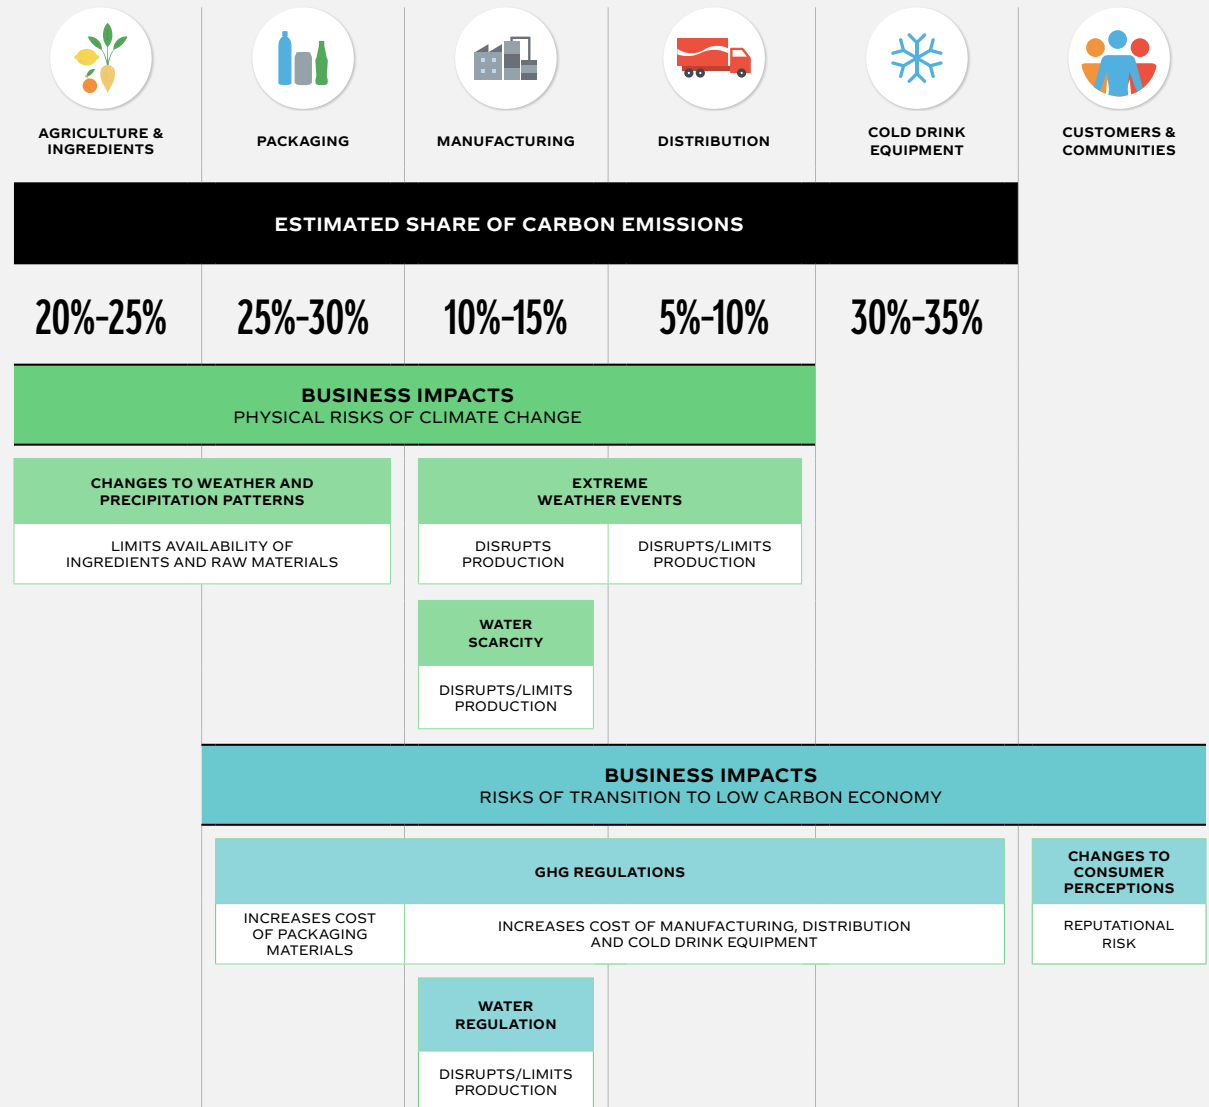 AGRICULTURE &
INGREDIENTS
PACKAGING
MANUFACTURING
DISTRIBUTION
COLD DRINK
EQUIPMENT
CUSTOMERS &
COMMUNITIES
ESTIMATED SHARE OF CARBON EMISSIONS
20%-25%
25%-30%
10%-15%
5%-10%
30%-35%
BUSINESS IMPACTS
PHYSICAL RISKS OF CLIMATE CHANGE
CHANGES TO WEATHER AND
PRECIPITATION PATTERNS
LIMITS AVAILABILITY OF
INGREDIENTS AND RAW MATERIALS
EXTREME
WEATHER EVENTS
DISRUPTS
PRODUCTION
DISRUPTS/LIMITS
PRODUCTION
WATER
SCARCITY
DISRUPTS/LIMITS
PRODUCTION
BUSINESS IMPACTS
RISKS OF TRANSITION TO LOW CARBON ECONOMY
GHG REGULATIONS
INCREASES COST
OF PACKAGING
MATERIALS
INCREASES COST OF MANUFACTURING, DISTRIBUTION
AND COLD DRINK EQUIPMENT
CHANGES TO
CONSUMER
PERCEPTIONS
REPUTATIONAL
RISK
WATER
REGULATION
DISRUPTS/LIMITS
PRODUCTION